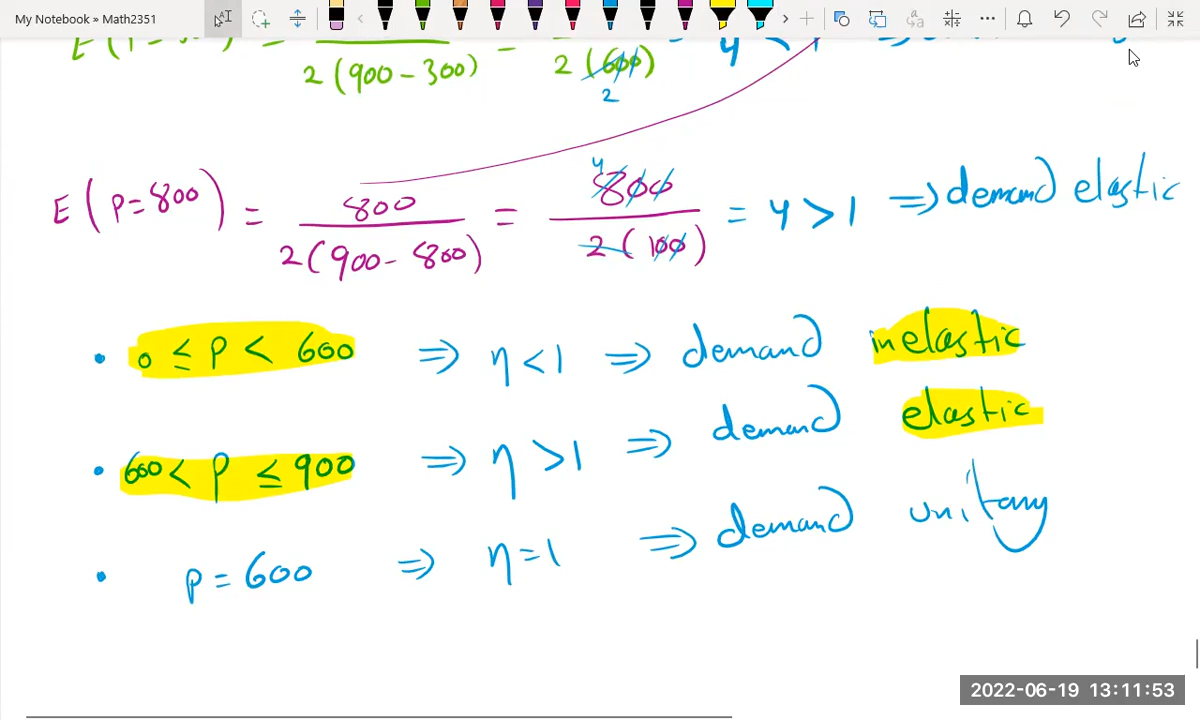 My Notebook » Math2351
2 (900 - 300) 2 (600)
2
E ( P = 800 ) = 800 / 2 ( 900 - 800 ) = 800 / 2 ( 100 ) = 4 > 1 ⇒ demand elastic
4
• 0 ≤ P < 600 ⇒ η < 1 ⇒ demand inelastic
• 600 < P ≤ 900 ⇒ η > 1 ⇒ demand elastic
• P = 600 ⇒ η = 1 ⇒ demand unitary
2022-06-19 13:11:53